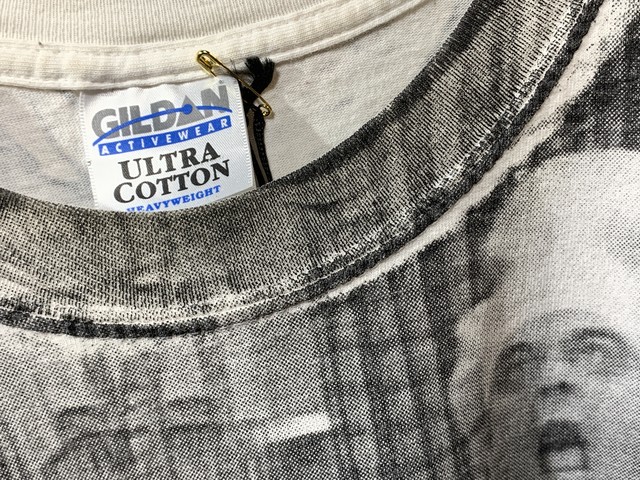 GILDAN
ACTIVEWEAR
ULTRA
COTTON
HEAVYWEIGHT